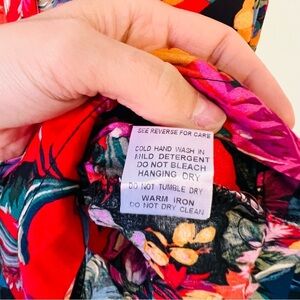 SEE REVERSE FOR CARE
COLD HAND WASH IN
MILD DETERGENT
DO NOT BLEACH
HANGING DRY
DO NOT TUMBLE DRY
WARM IRON
DO NOT DRY CLEAN